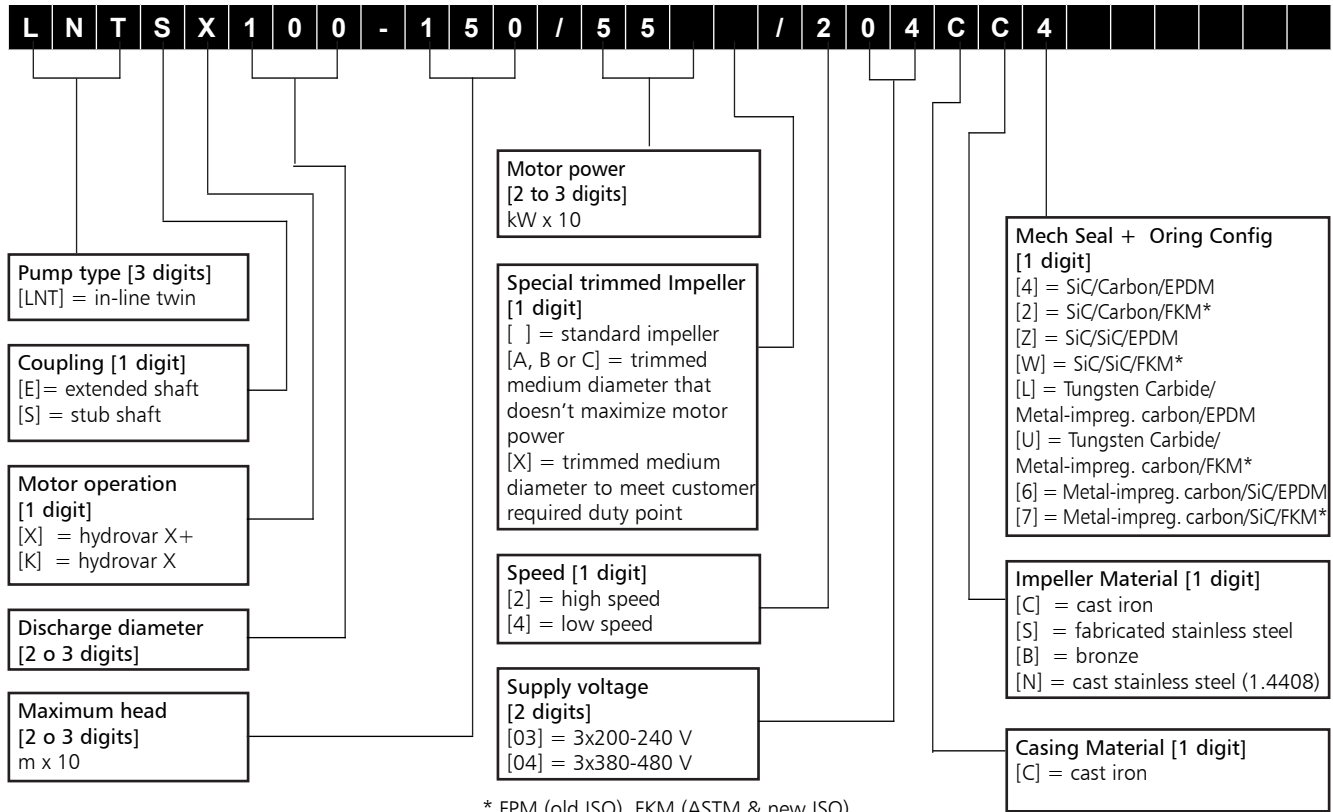 L N T S X 1 0 0 - 1 5 0 / 5 5 / 2 0 4 C C 4
Pump type [3 digits]
[LNT] = in-line twin
Coupling [1 digit]
[E]= extended shaft
[S] = stub shaft
Motor operation
[1 digit]
[X] = hydrovar X+
[K] = hydrovar X
Discharge diameter
[2 o 3 digits]
Maximum head
[2 o 3 digits]
m x 10
Motor power
[2 to 3 digits]
kW x 10
Special trimmed Impeller
[1 digit]
[ ] = standard impeller
[A, B or C] = trimmed
medium diameter that
doesn't maximize motor
power
[X] = trimmed medium
diameter to meet customer
required duty point
Speed [1 digit]
[2] = high speed
[4] = low speed
Supply voltage
[2 digits]
[03] = 3x200-240 V
[04] = 3x380-480 V
Mech Seal + Oring Config
[1 digit]
[4] = SiC/Carbon/EPDM
[2] = SiC/Carbon/FKM*
[Z] = SiC/SiC/EPDM
[W] = SiC/SiC/FKM*
[L] = Tungsten Carbide/
Metal-impreg. carbon/EPDM
[U] = Tungsten Carbide/
Metal-impreg. carbon/FKM*
[6] = Metal-impreg. carbon/SiC/EPDM
[7] = Metal-impreg. carbon/SiC/FKM*
Impeller Material [1 digit]
[C] = cast iron
[S] = fabricated stainless steel
[B] = bronze
[N] = cast stainless steel (1.4408)
Casing Material [1 digit]
[C] = cast iron
* FPM (old ISO), FKM (ASTM & new ISO)